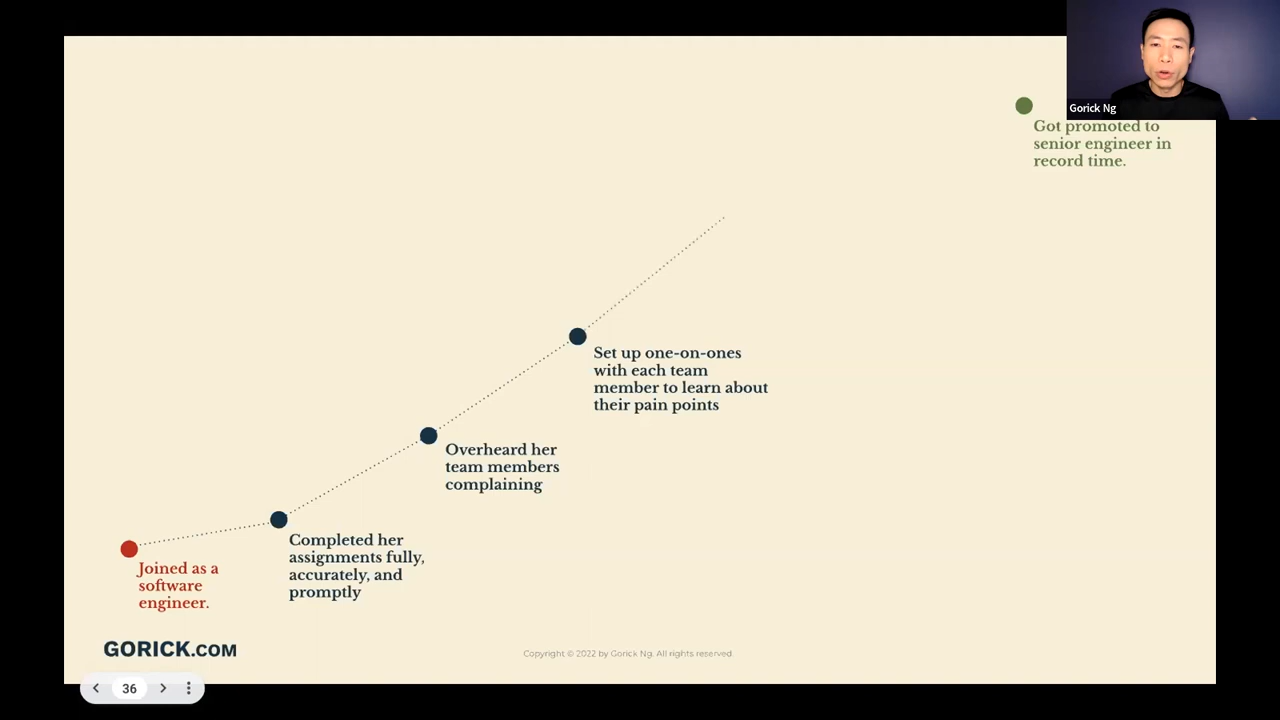 Gorick Ng
Got promoted to
senior engineer in
record time.
Set up one-on-ones
with each team
member to learn about
their pain points
Overheard her
team members
complaining
Completed her
assignments fully,
accurately, and
promptly
Joined as a
software
engineer.
GORICK.COM
Copyright © 2022 by Gorick Ng. All rights reserved.
36